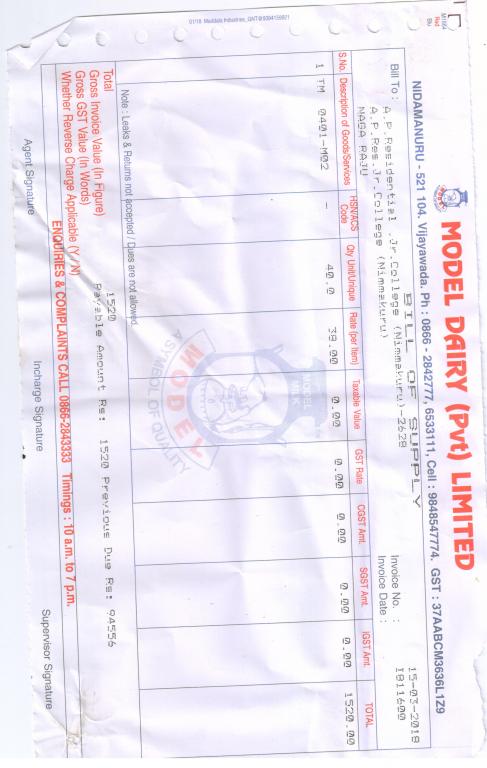 MODEL DAIRY (Pvt) LIMITED
NIDAMANURU - 521 104. Vijayawada. Ph : 0866 - 2842777, 6533111, Cell : 9848547774. GST : 37AABCM3636L1Z9
BILL OF SUPPLY
Bill To : A.P.Residential Jr.College (Nimmakuru)-2628
A.P.Res.Jr.College (Nimmakuru)
NAGA RAJU
Invoice No. : 15-03-2018
Invoice Date : IB11600
S.No. Description of Goods/Services HSN/ACS Code Qty Unit/Unique Rate (per Item) Taxable Value GST Rate CGST Amt. SGST Amt. IGST Amt. TOTAL
1 TM 0401-M02 - 40.0 38.00 0.00 0.00 0.00 0.00 0.00 1520.00
MODEL MILK
MODEL
A SYMBOL OF QUALITY
Note : Leaks & Returns not accepted / Dues are not allowed.
Total 1520
Gross Invoice Value (In Figure) Payable Amount Rs: 1520 Previous Due Rs: 94556
Gross GST Value (In Words)
Whether Reverse Charge Applicable (Y / N)
ENQUIRIES & COMPLAINTS CALL 0866-2843333 Timings : 10 a.m. to 7 p.m.
Agent Signature Incharge Signature Supervisor Signature